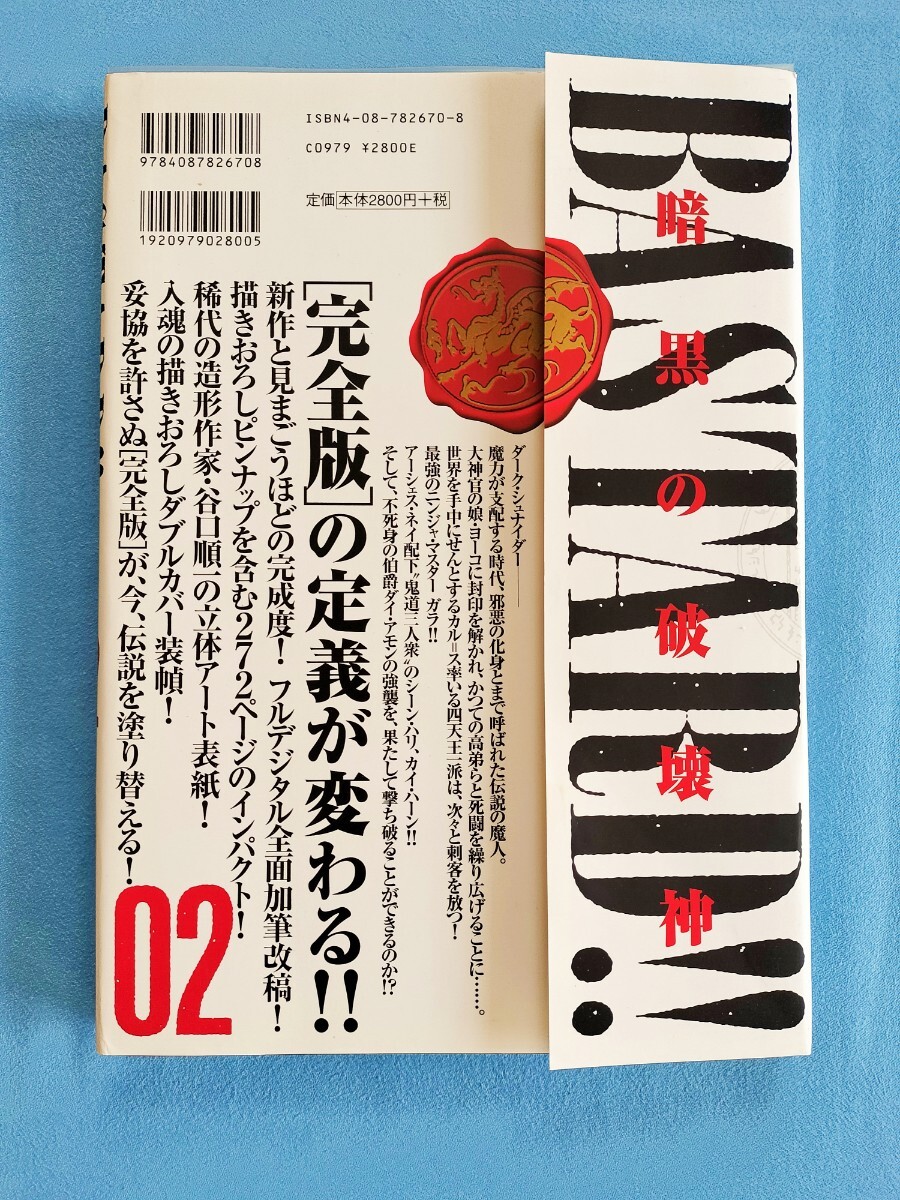 9784087826708
ISBN4-08-782670-8
C0979 ¥2800E
1920979028005
定価 本体2800円+税
BASTARD!!
暗黒の破壊神
ダーク・シュナイダー——
魔力が支配する時代、邪悪の化身とまで呼ばれた伝説の魔人。
大神官の娘・ヨーコに封印を解かれ、かつての高弟らと死闘を繰り広げることに……。
世界を手中にせんとするカル=ス率いる四天王一派は、次々と刺客を放つ!
最強のニンジャ・マスター ガラ!!
アーシェス・ネイ配下“鬼道三人衆”のシーン・ハリ、カイ・ハーン!!
そして、不死身の伯爵ダイ・アモンの強襲を、果たして撃ち破ることができるのか!?
[完全版]の定義が変わる!!
新作と見まごうほどの完成度! フルデジタル全面加筆改稿!
描きおろしピンナップを含む272ページのインパクト!
稀代の造形作家・谷口順一の立体アート表紙!
入魂の描きおろしダブルカバー装幀!
妥協を許さぬ[完全版]が、今、伝説を塗り替える!
02